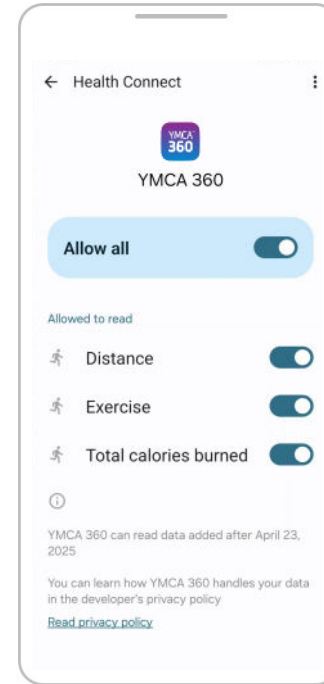 Health Connect
YMCA
360
YMCA 360
Allow all
Allowed to read
Distance
Exercise
Total calories burned
YMCA 360 can read data added after April 23,
2025
You can learn how YMCA 360 handles your data
in the developer's privacy policy
Read privacy policy